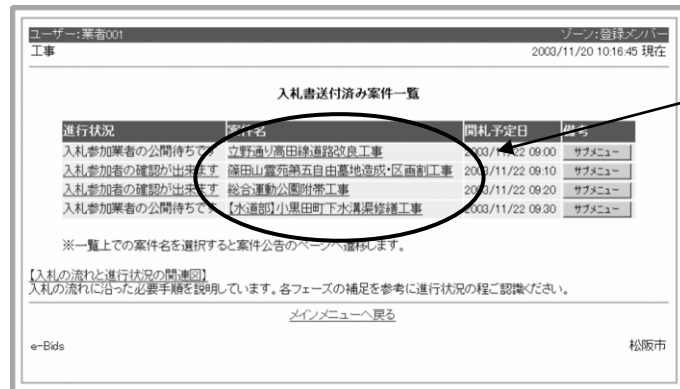 ユーザー:業者001 ゾーン:登録メンバー
工事 2003/11/20 10:16:45 現在
入札書送付済み案件一覧
進行状況 案件名 開札予定日 備考
入札参加業者の公開待ちです 立野通り高田線道路改良工事 2003/11/22 09:00 サブメニュー
入札参加者の確認が出来ます 篠田山霊苑第五自由墓地造成・区画割工事 2003/11/22 09:10 サブメニュー
入札参加者の確認が出来ます 総合運動公園附帯工事 2003/11/22 09:20 サブメニュー
入札参加業者の公開待ちです 【水道部】小黒田町下水溝渠修繕工事 2003/11/22 09:30 サブメニュー
※一覧上での案件名を選択すると案件公告のページへ遷移します。
【入札の流れと進行状況の関連図】
入札の流れに沿った必要手順を説明しています。各フェーズの補足を参考に進行状況の程ご認識ください。
メインメニューへ戻る
e-Bids 松阪市